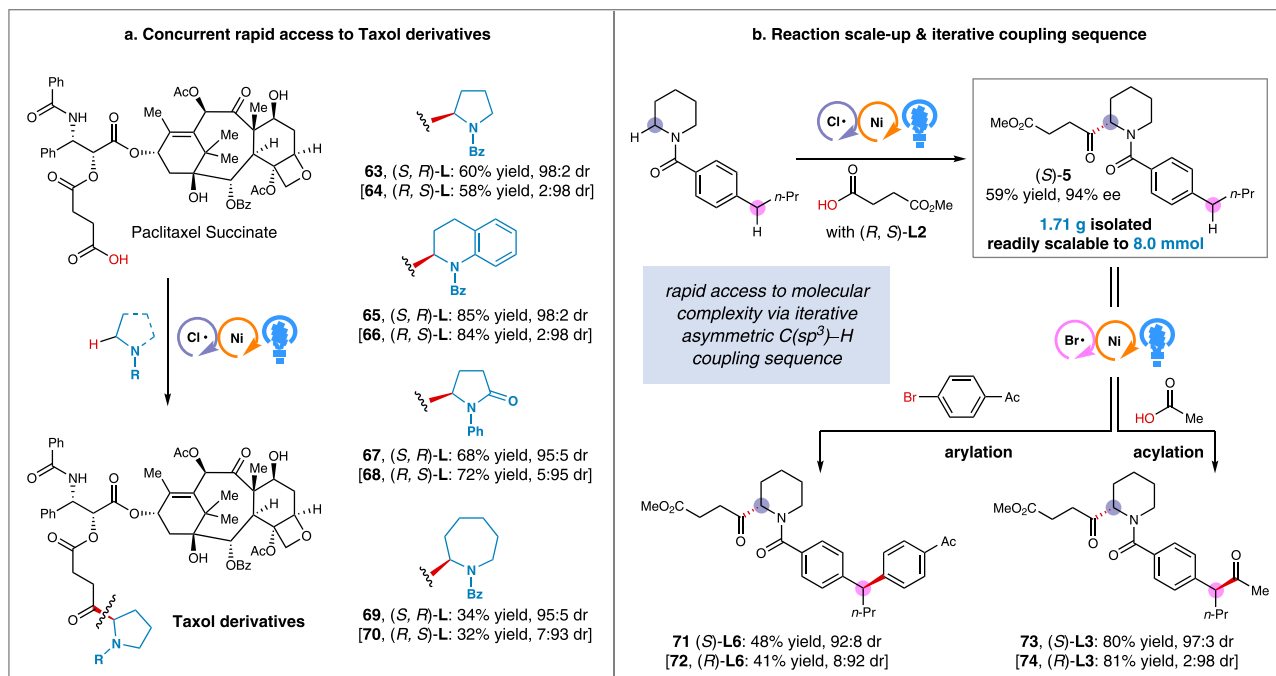 a. Concurrent rapid access to Taxol derivatives
Ph
O
NH
Ph
O
O
O
O
O
OH
AcO
O
Me
OH
Me
Me
Me
H
H
O
AcO
OH
OBz
Paclitaxel Succinate
H
N
R
Cl•
Ni
Ph
O
NH
Ph
O
O
O
O
O
AcO
O
Me
OH
Me
Me
Me
H
H
O
AcO
OH
OBz
N
R
Taxol derivatives
N
Bz
63, (S, R)-L: 60% yield, 98:2 dr
[64, (R, S)-L: 58% yield, 2:98 dr]
N
Bz
65, (S, R)-L: 85% yield, 98:2 dr
[66, (R, S)-L: 84% yield, 2:98 dr]
N
O
Ph
67, (S, R)-L: 68% yield, 95:5 dr
[68, (R, S)-L: 72% yield, 5:95 dr]
N
Bz
69, (S, R)-L: 34% yield, 95:5 dr
[70, (R, S)-L: 32% yield, 7:93 dr]
b. Reaction scale-up & iterative coupling sequence
H
N
O
n-Pr
H
Cl•
Ni
O
HO
CO2Me
with (R, S)-L2
MeO2C
O
N
O
n-Pr
H
(S)-5
59% yield, 94% ee
1.71 g isolated
readily scalable to 8.0 mmol
rapid access to molecular
complexity via iterative
asymmetric C(sp3)–H
coupling sequence
Br•
Ni
Br
Ac
O
HO
Me
arylation
acylation
MeO2C
O
N
O
Ac
n-Pr
71 (S)-L6: 48% yield, 92:8 dr
[72, (R)-L6: 41% yield, 8:92 dr]
MeO2C
O
N
O
O
Me
n-Pr
73, (S)-L3: 80% yield, 97:3 dr
[74, (R)-L3: 81% yield, 2:98 dr]